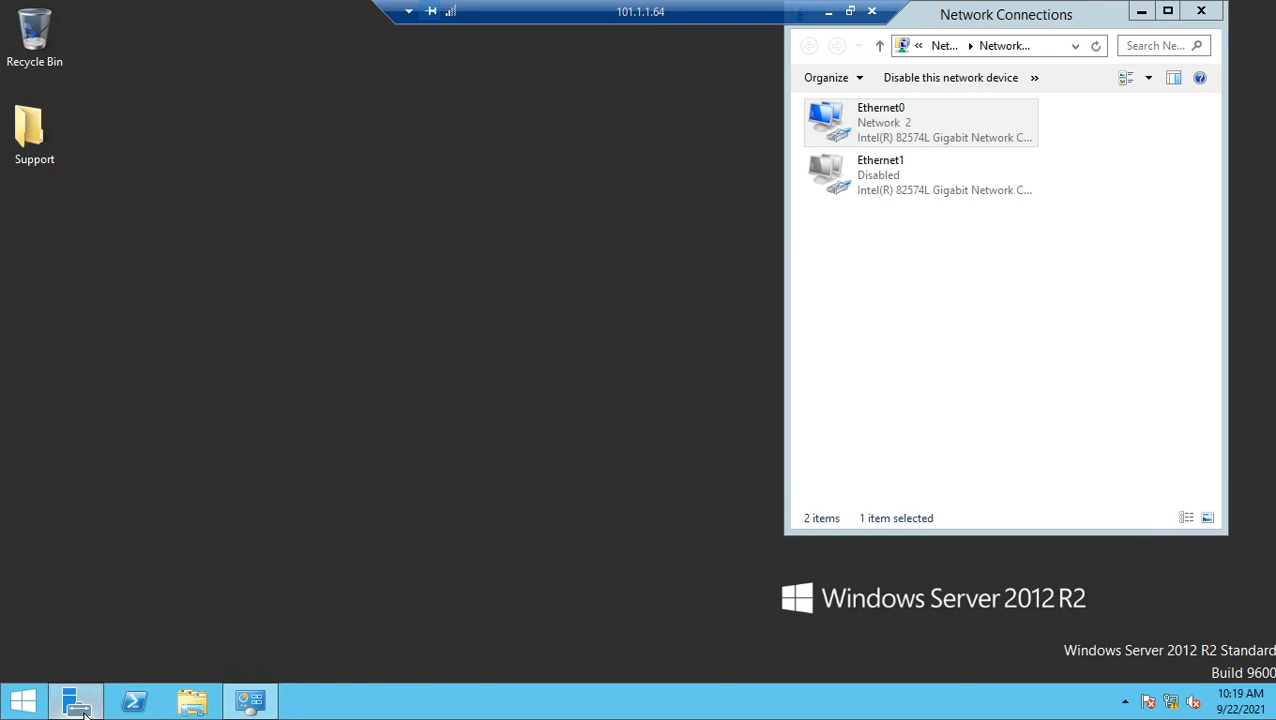 Recycle Bin
Support
101.1.1.64
Network Connections
« Net... Network...
Search Ne...
Organize Disable this network device »
Ethernet0
Network 2
Intel(R) 82574L Gigabit Network C...
Ethernet1
Disabled
Intel(R) 82574L Gigabit Network C...
2 items 1 item selected
Windows Server 2012 R2
Windows Server 2012 R2 Standard
Build 9600
10:19 AM
9/22/2021